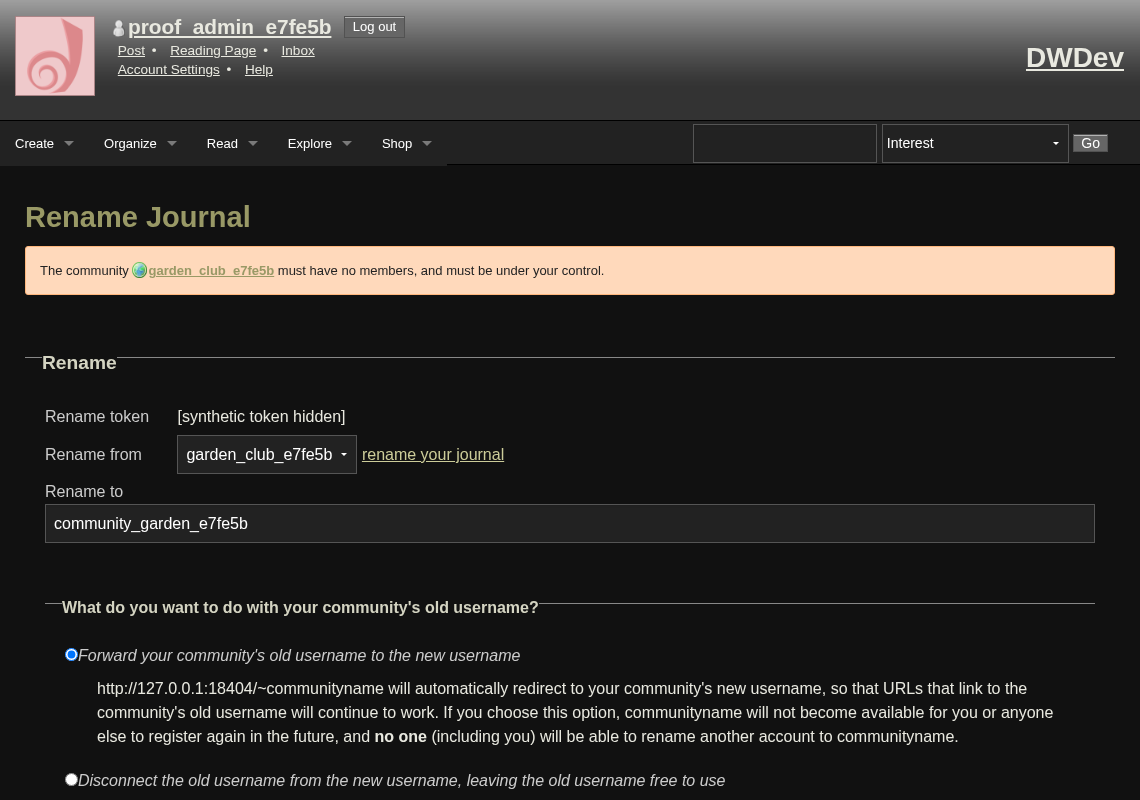 proof_admin_e7fe5b Log out
Post • Reading Page • Inbox
Account Settings • Help
DWDev
Create Organize Read Explore Shop Interest Go
Rename Journal
The community garden_club_e7fe5b must have no members, and must be under your control.
Rename
Rename token [synthetic token hidden]
Rename from garden_club_e7fe5b rename your journal
Rename to
community_garden_e7fe5b
What do you want to do with your community's old username?
Forward your community's old username to the new username
http://127.0.0.1:18404/~communityname will automatically redirect to your community's new username, so that URLs that link to the
community's old username will continue to work. If you choose this option, communityname will not become available for you or anyone
else to register again in the future, and no one (including you) will be able to rename another account to communityname.
Disconnect the old username from the new username, leaving the old username free to use